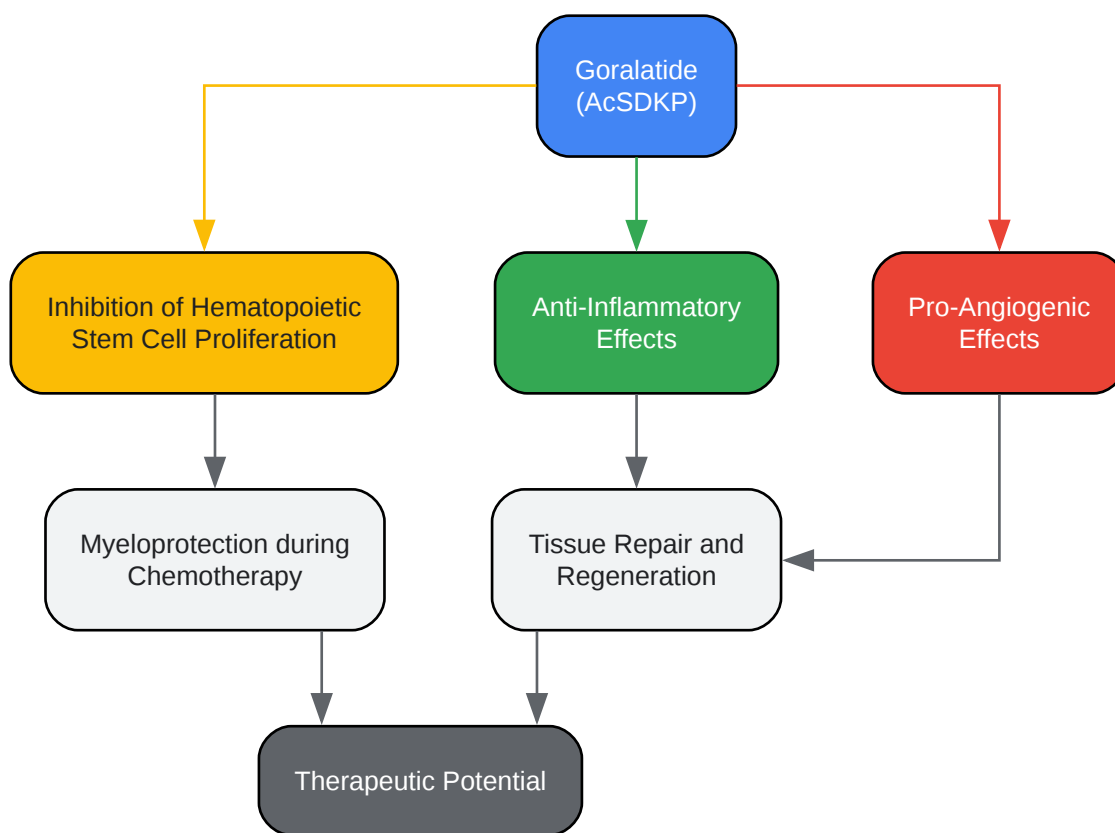 Goralatide
(AcSDKP)
Inhibition of Hematopoietic
Stem Cell Proliferation
Anti-Inflammatory
Effects
Pro-Angiogenic
Effects
Myeloprotection during
Chemotherapy
Tissue Repair and
Regeneration
Therapeutic Potential